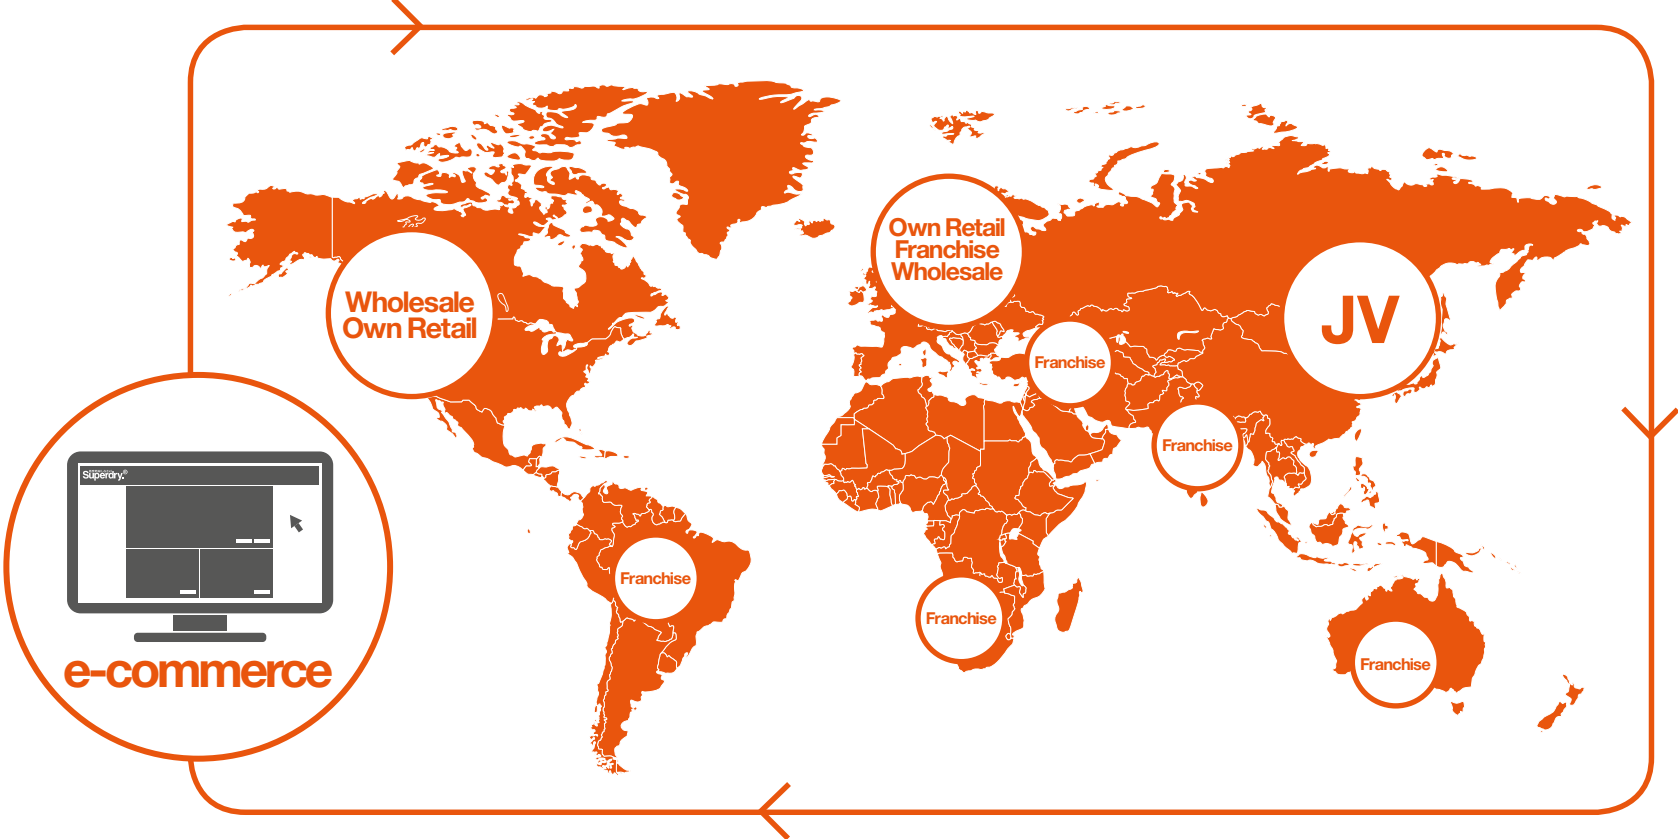 Own Retail
Franchise
Wholesale
Wholesale
Own Retail
JV
Franchise
Franchise
Superdry.®
Franchise
Franchise
Franchise
e-commerce